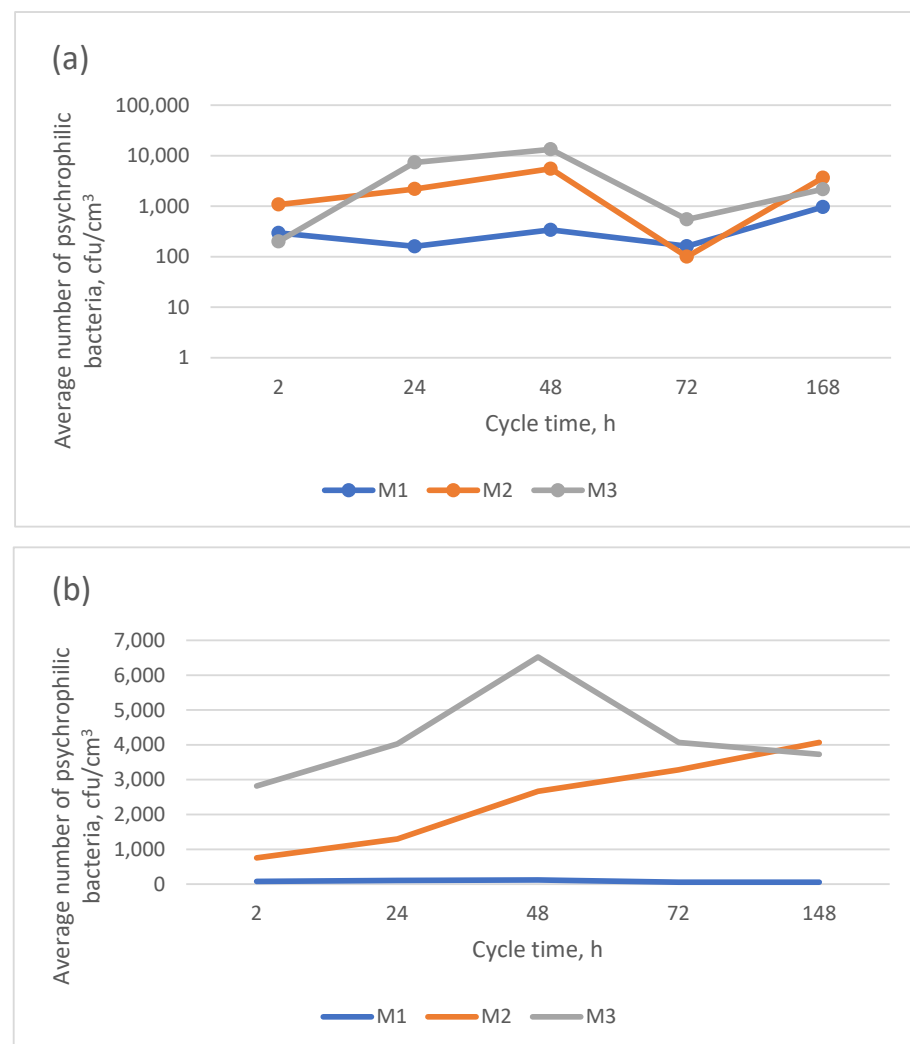 (a)
Average number of psychrophilic
bacteria, cfu/cm³
100,000
10,000
1,000
100
10
1
2 24 48 72 168
Cycle time, h
M1 M2 M3
(b)
Average number of psychrophilic
bacteria, cfu/cm³
7,000
6,000
5,000
4,000
3,000
2,000
1,000
0
2 24 48 72 148
Cycle time, h
M1 M2 M3